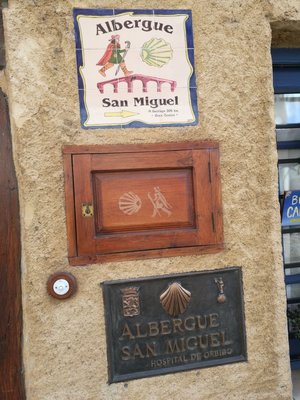 Albergue
San Miguel
ALBERGUE
SAN MIGUEL
HOSPITAL DE ORBIGO